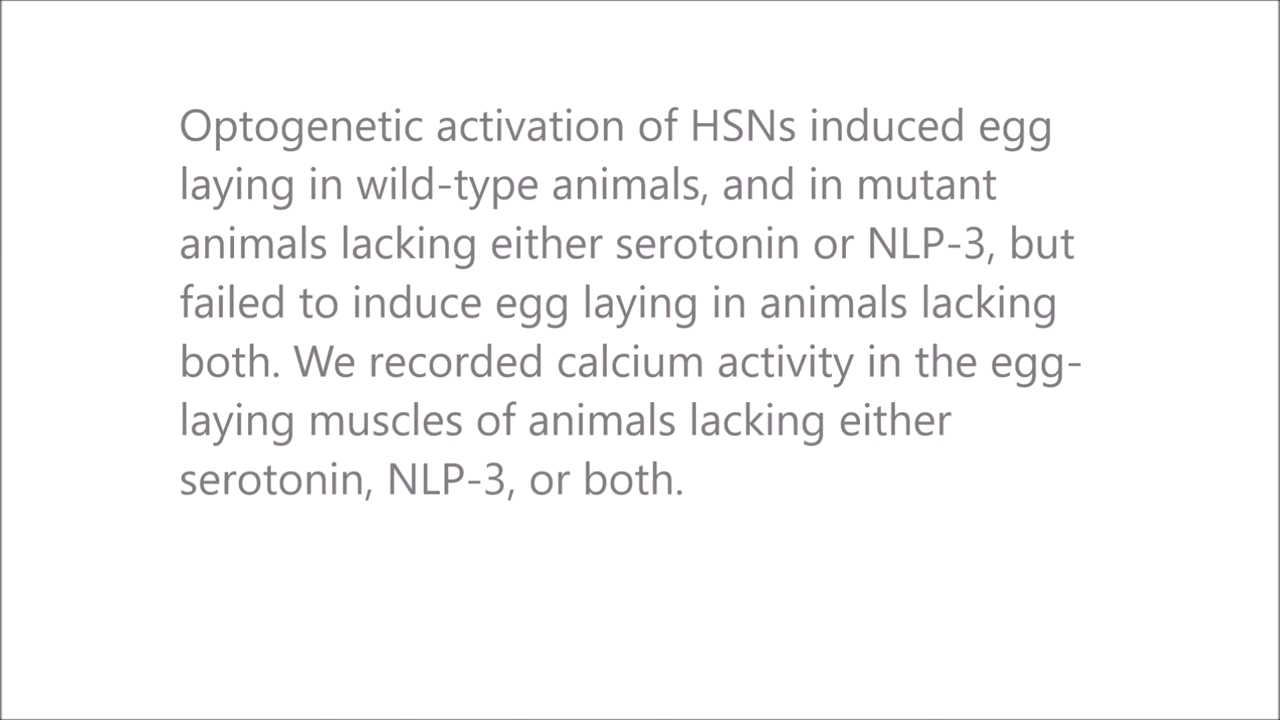 Optogenetic activation of HSNs induced egg
laying in wild-type animals, and in mutant
animals lacking either serotonin or NLP-3, but
failed to induce egg laying in animals lacking
both. We recorded calcium activity in the egg-
laying muscles of animals lacking either
serotonin, NLP-3, or both.